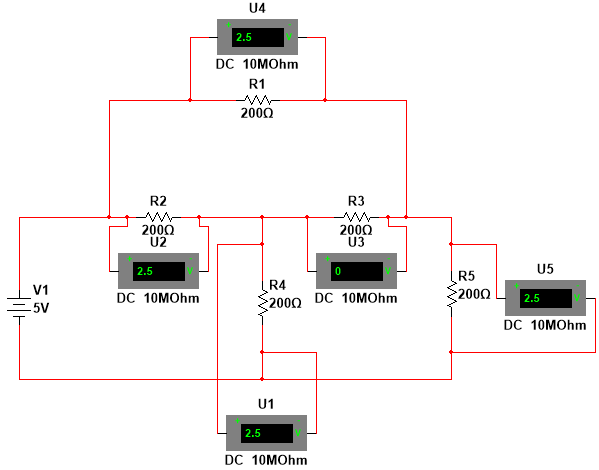 U4
+ -
2.5 V
DC 10MOhm
R1
200Ω
R2
200Ω
R3
200Ω
U2
+ -
2.5 V
DC 10MOhm
U3
+ -
0 V
DC 10MOhm
V1
5V
R4
200Ω
R5
200Ω
U5
+ -
2.5 V
DC 10MOhm
U1
+ -
2.5 V
DC 10MOhm